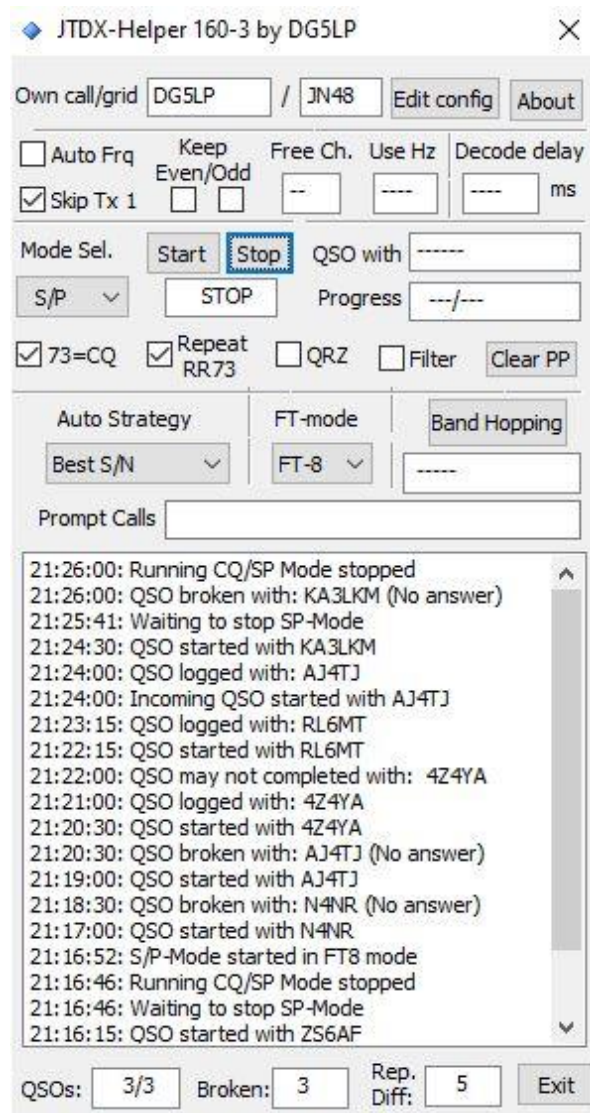 JTDX-Helper 160-3 by DG5LP
Own call/grid DG5LP / JN48 Edit config About
Auto Frq Keep Even/Odd Free Ch. Use Hz Decode delay
Skip Tx 1 -- ---- ---- ms
Mode Sel. Start Stop QSO with ------
S/P STOP Progress ---/---
73=CQ Repeat RR73 QRZ Filter Clear PP
Auto Strategy FT-mode Band Hopping
Best S/N FT-8 -----
Prompt Calls
21:26:00: Running CQ/SP Mode stopped
21:26:00: QSO broken with: KA3LKM (No answer)
21:25:41: Waiting to stop SP-Mode
21:24:30: QSO started with KA3LKM
21:24:00: QSO logged with: AJ4TJ
21:24:00: Incoming QSO started with AJ4TJ
21:23:15: QSO logged with: RL6MT
21:22:15: QSO started with RL6MT
21:22:00: QSO may not completed with:  4Z4YA
21:21:00: QSO logged with: 4Z4YA
21:20:30: QSO started with 4Z4YA
21:20:30: QSO broken with: AJ4TJ (No answer)
21:19:00: QSO started with AJ4TJ
21:18:30: QSO broken with: N4NR (No answer)
21:17:00: QSO started with N4NR
21:16:52: S/P-Mode started in FT8 mode
21:16:46: Running CQ/SP Mode stopped
21:16:46: Waiting to stop SP-Mode
21:16:15: QSO started with ZS6AF
QSOs: 3/3 Broken: 3 Rep. Diff: 5 Exit